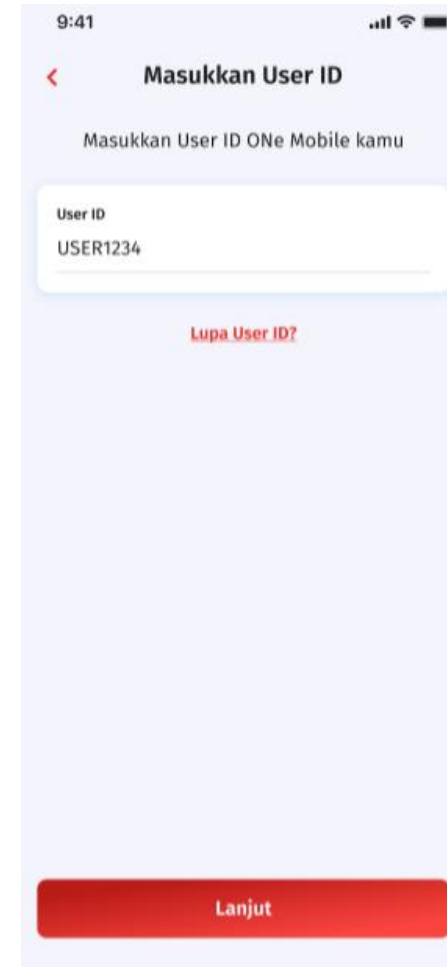 9:41
Masukkan User ID
Masukkan User ID ONe Mobile kamu
User ID
USER1234
Lupa User ID?
Lanjut